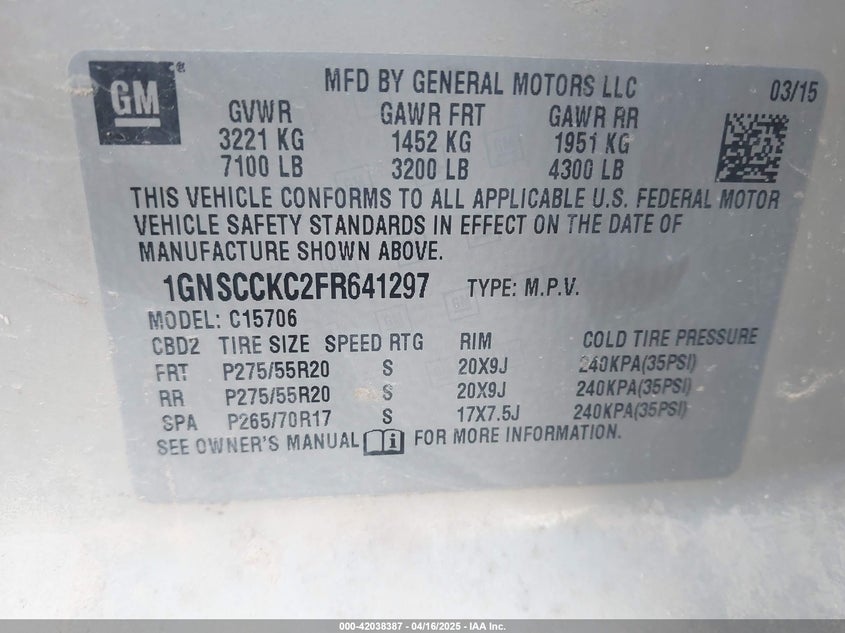 GM®
MFD BY GENERAL MOTORS LLC 03/15
GVWR GAWR FRT GAWR RR
3221 KG 1452 KG 1951 KG
7100 LB 3200 LB 4300 LB
THIS VEHICLE CONFORMS TO ALL APPLICABLE U.S. FEDERAL MOTOR
VEHICLE SAFETY STANDARDS IN EFFECT ON THE DATE OF
MANUFACTURE SHOWN ABOVE.
1GNSCCKC2FR641297 TYPE: M.P.V.
MODEL: C15706
CBD2 TIRE SIZE SPEED RTG RIM COLD TIRE PRESSURE
FRT P275/55R20 S 20X9J 240KPA(35PSI)
RR P275/55R20 S 20X9J 240KPA(35PSI)
SPA P265/70R17 S 17X7.5J 240KPA(35PSI)
SEE OWNER'S MANUAL FOR MORE INFORMATION.
000-42038387 - 04/16/2025 - IAA Inc.